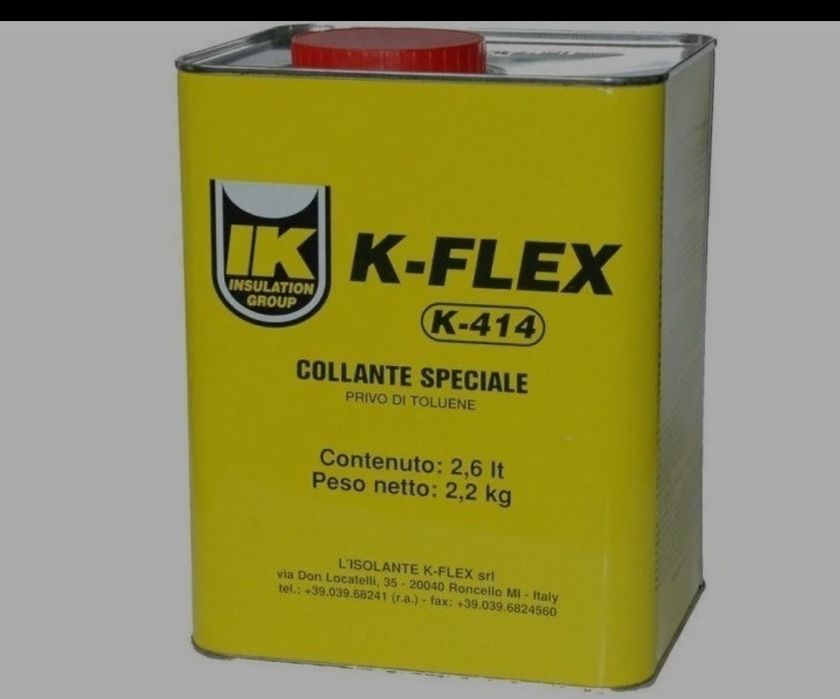 IK
INSULATION
GROUP
K-FLEX
K-414
COLLANTE SPECIALE
PRIVO DI TOLUENE
Contenuto: 2,6 lt
Peso netto: 2,2 kg
L'ISOLANTE K-FLEX srl
via Don Locatelli, 35 - 20040 Roncello MI - Italy
tel.: +39.039.68241 (r.a.) - fax: +39.039.6824560